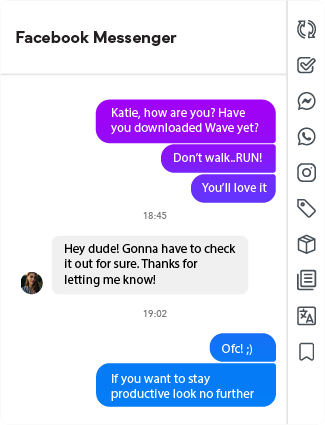 Facebook Messenger
Katie, how are you? Have
you downloaded Wave yet?
Don't walk..RUN!
You'll love it
18:45
Hey dude! Gonna have to check
it out for sure. Thanks for
letting me know!
19:02
Ofc! ;)
If you want to stay
productive look no further